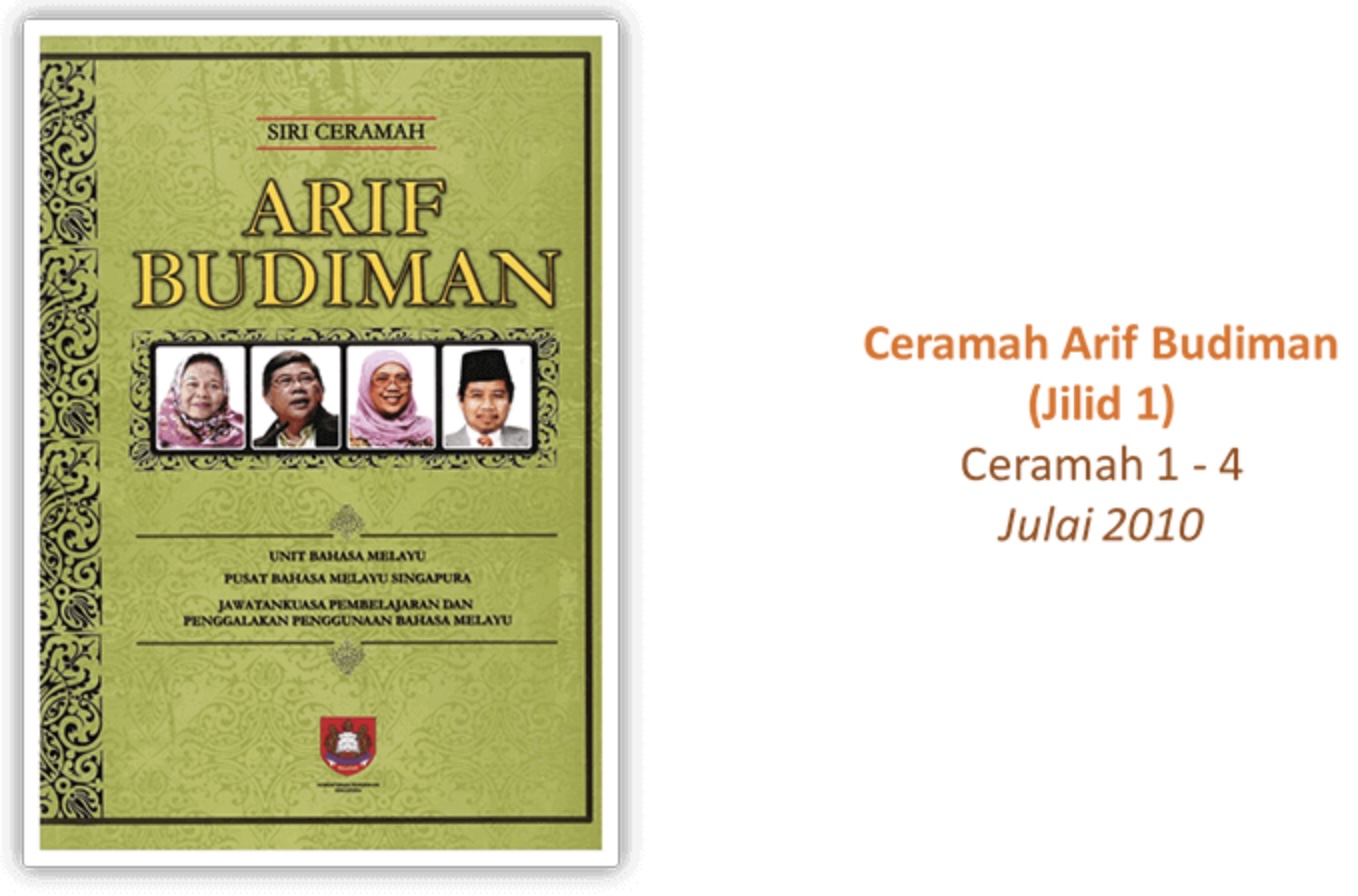 SIRI CERAMAH
ARIF
BUDIMAN
UNIT BAHASA MELAYU
PUSAT BAHASA MELAYU SINGAPURA
JAWATANKUASA PEMBELAJARAN DAN
PENGGALAKAN PENGGUNAAN BAHASA MELAYU
Ceramah Arif Budiman
(Jilid 1)
Ceramah 1 - 4
Julai 2010